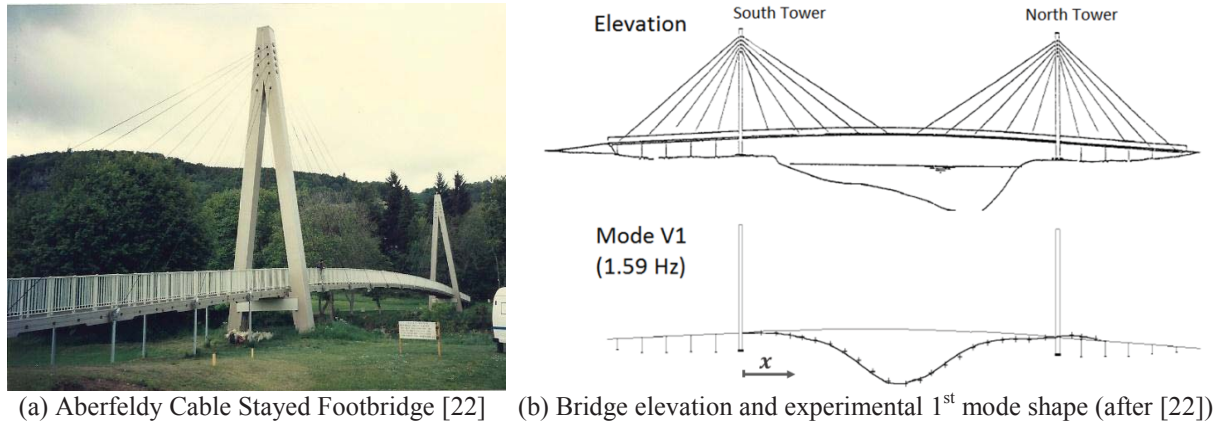 Elevation
South Tower
North Tower
Mode V1
(1.59 Hz)
x
(a) Aberfeldy Cable Stayed Footbridge [22]
(b) Bridge elevation and experimental 1st mode shape (after [22])